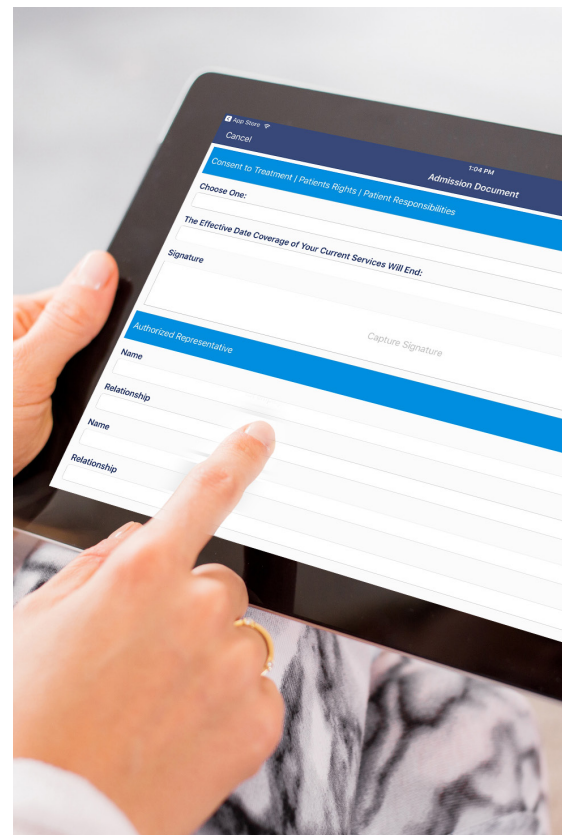 App Store
1:04 PM
Cancel
Admission Document
Consent to Treatment | Patients Rights | Patient Responsibilities
Choose One:
The Effective Date Coverage of Your Current Services Will End:
Signature
Capture Signature
Authorized Representative
Name
Relationship
Name
Relationship